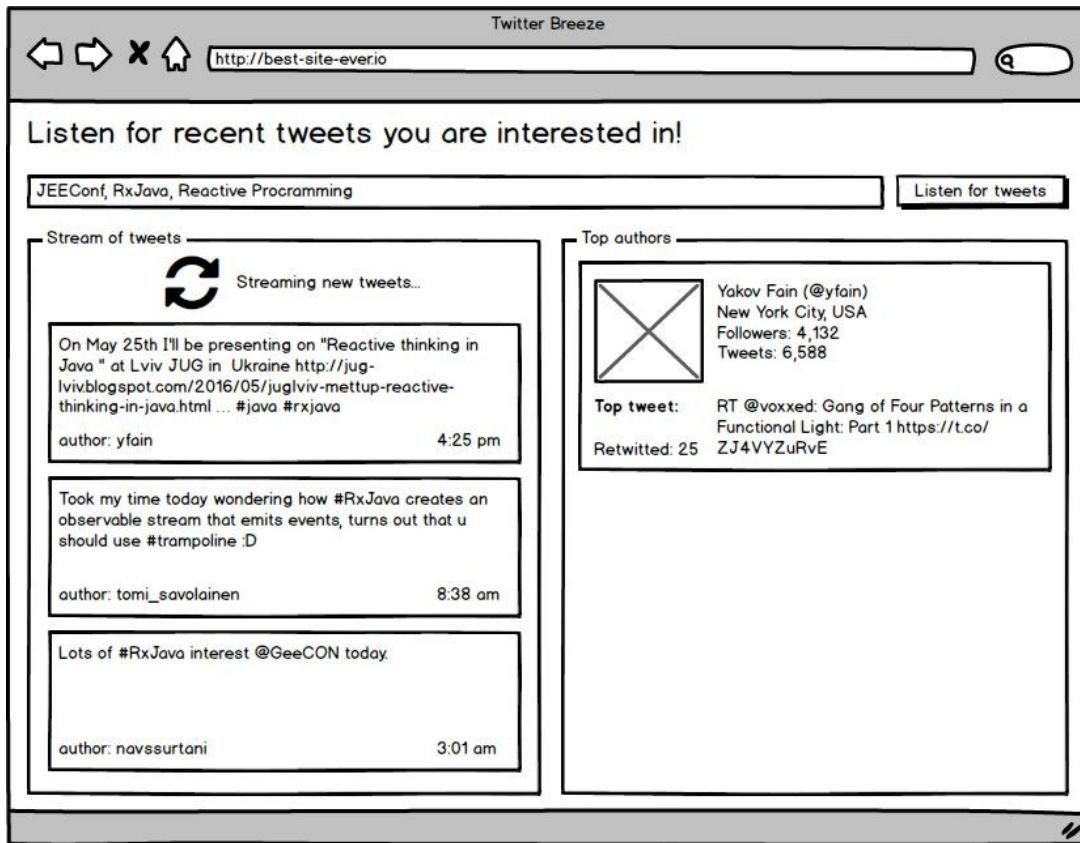 Twitter Breeze
http://best-site-ever.io
Listen for recent tweets you are interested in!
JEEConf, RxJava, Reactive Procramming
Listen for tweets
Stream of tweets
Streaming new tweets...
On May 25th I'll be presenting on "Reactive thinking in
Java " at Lviv JUG in Ukraine http://jug-
lviv.blogspot.com/2016/05/juglviv-mettup-reactive-
thinking-in-java.html ... #java #rxjava
author: yfain
4:25 pm
Took my time today wondering how #RxJava creates an
observable stream that emits events, turns out that u
should use #trampoline :D
author: tomi_savolainen
8:38 am
Lots of #RxJava interest @GeeCON today.
author: navssurtani
3:01 am
Top authors
Yakov Fain (@yfain)
New York City, USA
Followers: 4,132
Tweets: 6,588
Top tweet:
Retwitted: 25
RT @voxxed: Gang of Four Patterns in a
Functional Light: Part 1 https://t.co/
ZJ4VYZuRvE